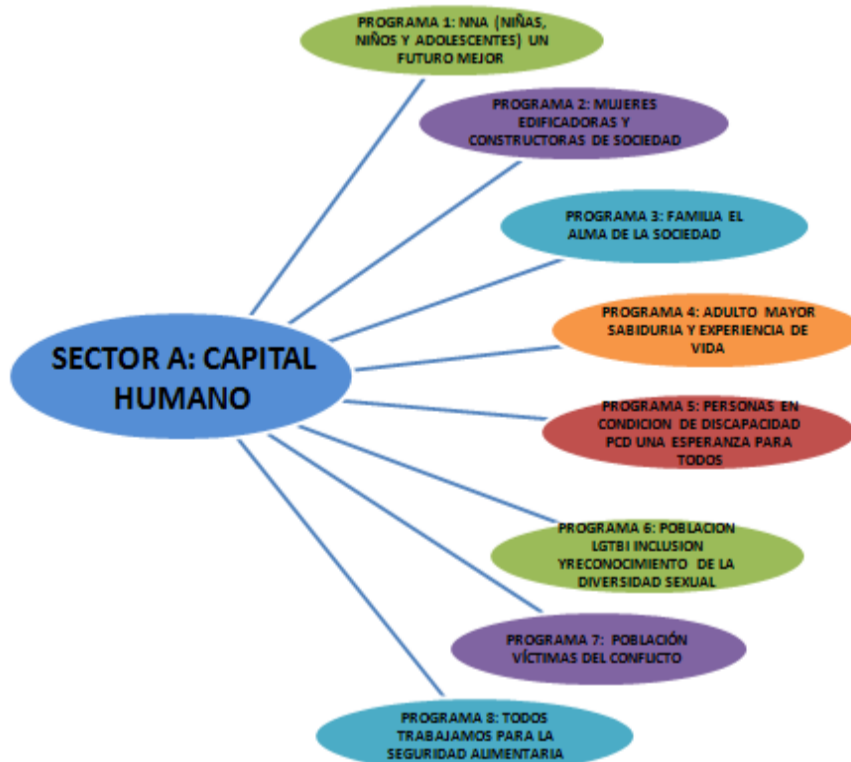 PROGRAMA 1: NNA (NIÑAS,
NIÑOS Y ADOLESCENTES) UN
FUTURO MEJOR
PROGRAMA 2: MUJERES
EDIFICADORAS Y
CONSTRUCTORAS DE SOCIEDAD
PROGRAMA 3: FAMILIA EL
ALMA DE LA SOCIEDAD
SECTOR A: CAPITAL
HUMANO
PROGRAMA 4: ADULTO MAYOR
SABIDURIA Y EXPERIENCIA DE
VIDA
PROGRAMA 5: PERSONAS EN
CONDICION DE DISCAPACIDAD
PCD UNA ESPERANZA PARA
TODOS
PROGRAMA 6: POBLACION
LGTBI INCLUSION
YRECONOCIMIENTO DE LA
DIVERSIDAD SEXUAL
PROGRAMA 7: POBLACIÓN
VÍCTIMAS DEL CONFLICTO
PROGRAMA 8: TODOS
TRABAJAMOS PARA LA
SEGURIDAD ALIMENTARIA